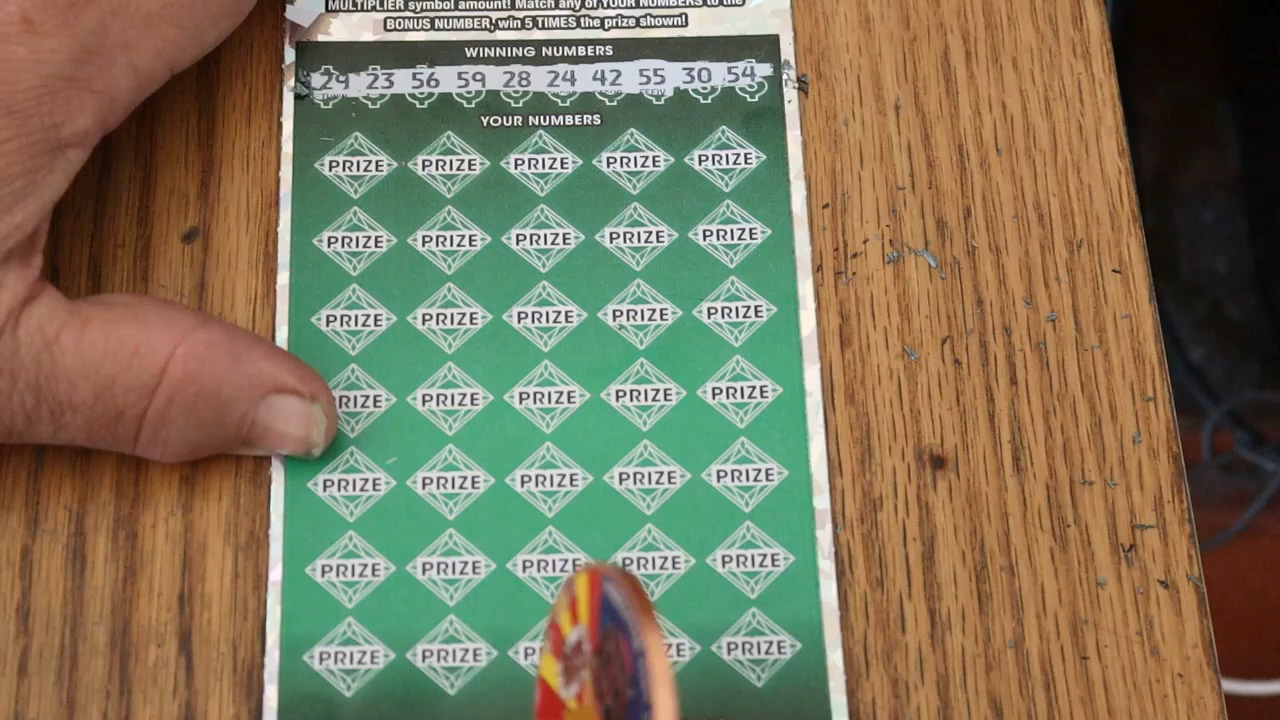 MULTIPLIER symbol amount! Match any of YOUR NUMBERS to the
BONUS NUMBER, win 5 TIMES the prize shown!
WINNING NUMBERS
29 23 56 59 28 24 42 55 30 54
YOUR NUMBERS
PRIZE PRIZE PRIZE PRIZE PRIZE
PRIZE PRIZE PRIZE PRIZE PRIZE
PRIZE PRIZE PRIZE PRIZE PRIZE
PRIZE PRIZE PRIZE PRIZE PRIZE
PRIZE PRIZE PRIZE PRIZE PRIZE
PRIZE PRIZE PRIZE PRIZE PRIZE
PRIZE PRIZE PRIZE